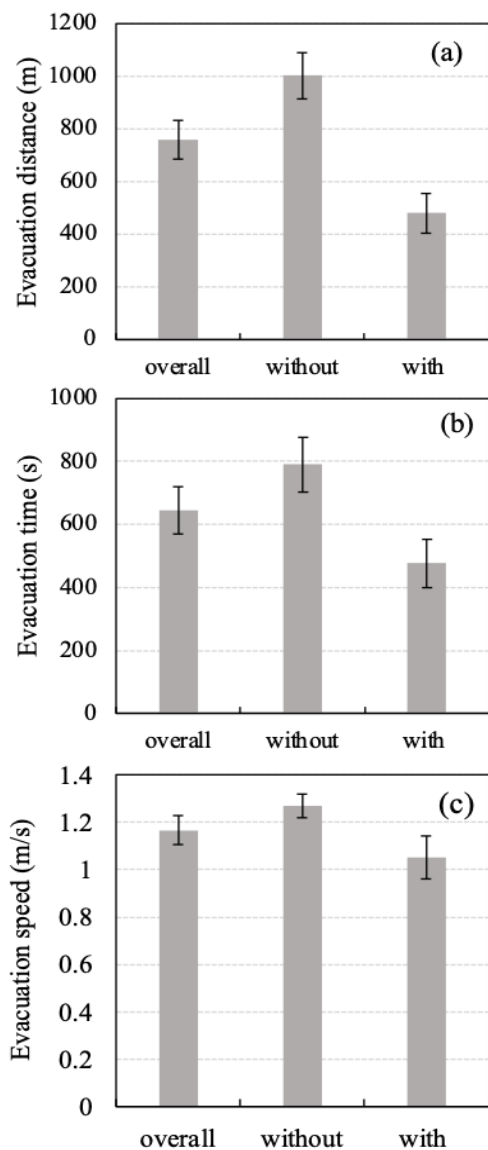 (a)
Evacuation distance (m)
1200
1000
800
600
400
200
0
overall without with
(b)
Evacuation time (s)
1000
800
600
400
200
0
overall without with
(c)
Evacuation speed (m/s)
1.4
1.2
1
0.8
0.6
0.4
0.2
0
overall without with